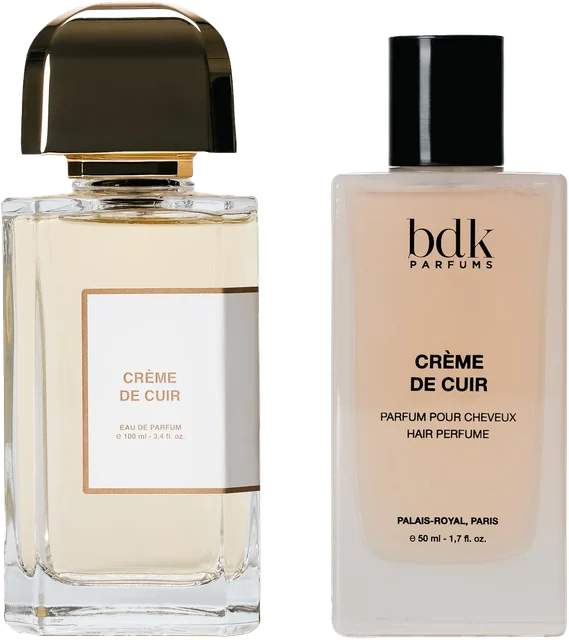 CRÈME
DE CUIR
EAU DE PARFUM
℮ 100 ml - 3.4 fl. oz.
bdk
PARFUMS
CRÈME
DE CUIR
PARFUM POUR CHEVEUX
HAIR PERFUME
PALAIS-ROYAL, PARIS
℮ 50 ml - 1,7 fl. oz.